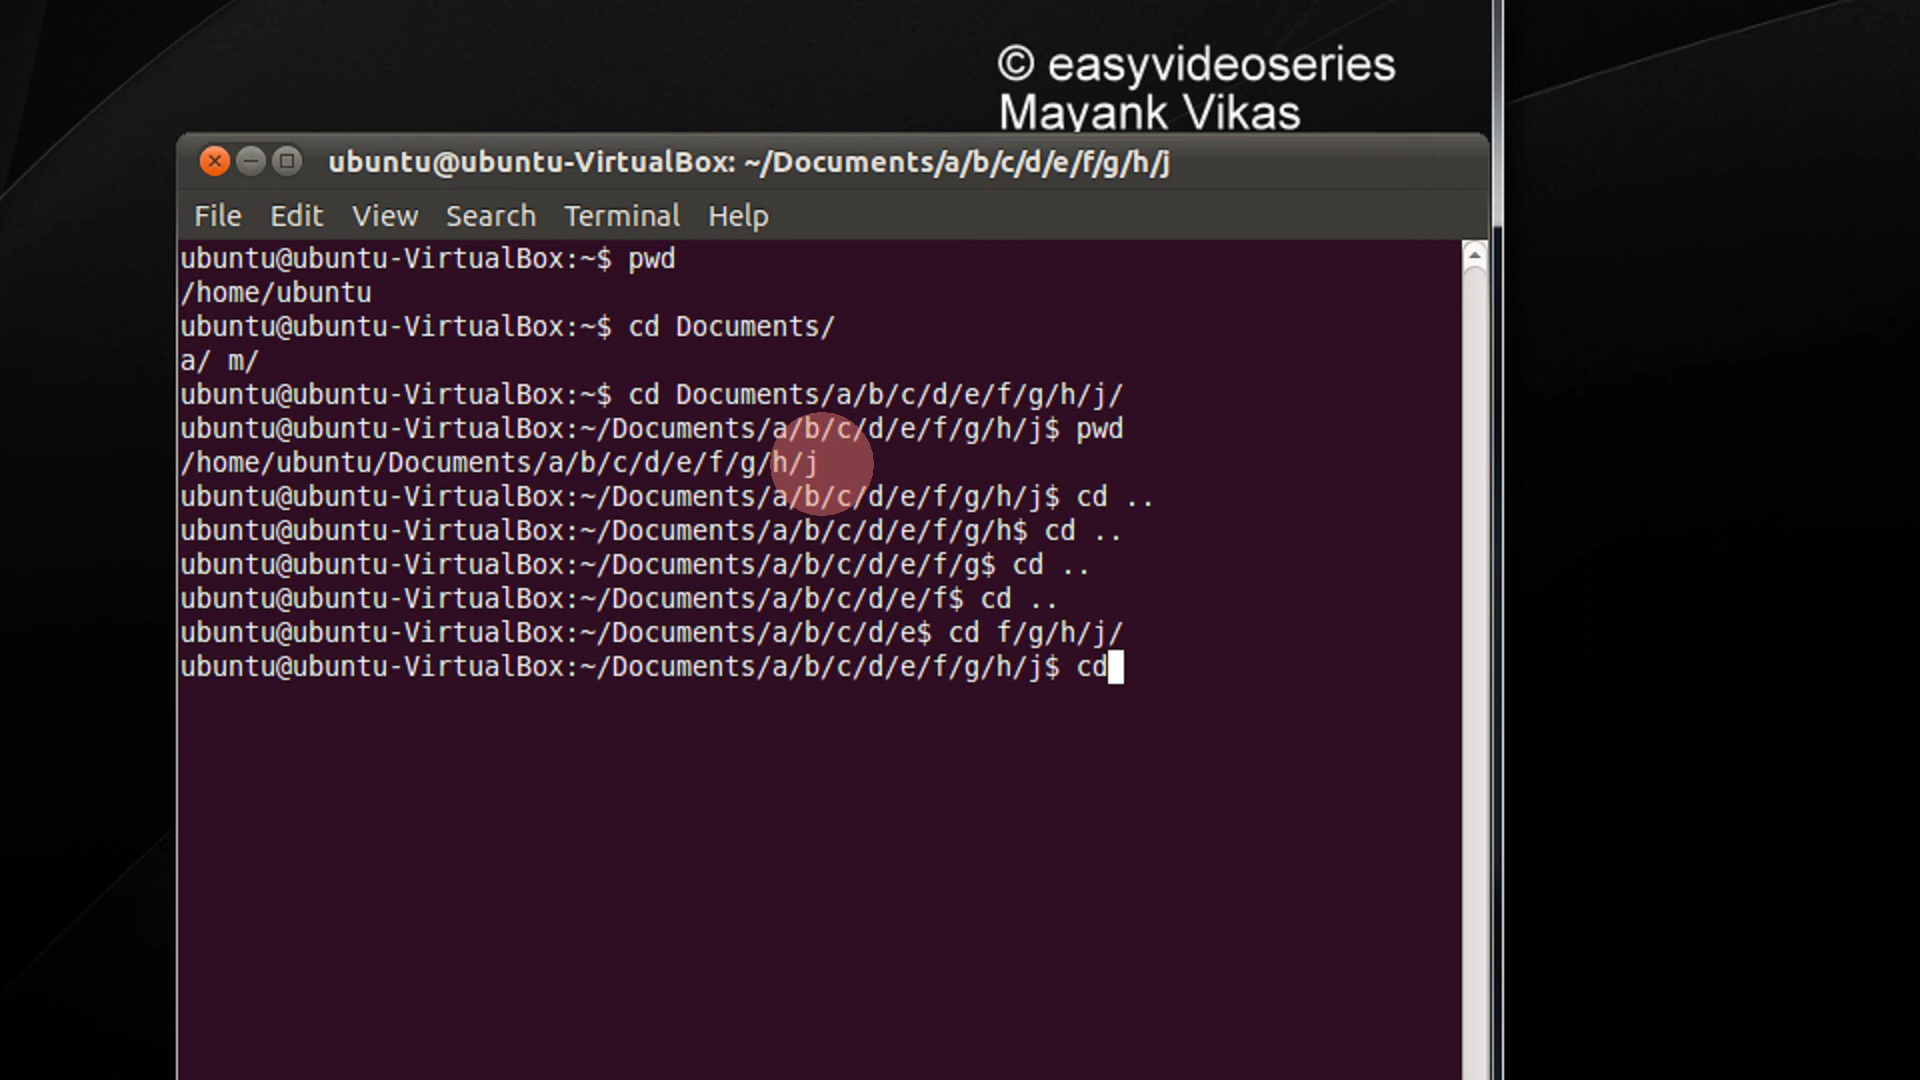 © easyvideoseries
Mayank Vikas
ubuntu@ubuntu-VirtualBox: ~/Documents/a/b/c/d/e/f/g/h/j
File Edit View Search Terminal Help
ubuntu@ubuntu-VirtualBox:~$ pwd
/home/ubuntu
ubuntu@ubuntu-VirtualBox:~$ cd Documents/
a/ m/
ubuntu@ubuntu-VirtualBox:~$ cd Documents/a/b/c/d/e/f/g/h/j/
ubuntu@ubuntu-VirtualBox:~/Documents/a/b/c/d/e/f/g/h/j$ pwd
/home/ubuntu/Documents/a/b/c/d/e/f/g/h/j
ubuntu@ubuntu-VirtualBox:~/Documents/a/b/c/d/e/f/g/h/j$ cd ..
ubuntu@ubuntu-VirtualBox:~/Documents/a/b/c/d/e/f/g/h$ cd ..
ubuntu@ubuntu-VirtualBox:~/Documents/a/b/c/d/e/f/g$ cd ..
ubuntu@ubuntu-VirtualBox:~/Documents/a/b/c/d/e/f$ cd ..
ubuntu@ubuntu-VirtualBox:~/Documents/a/b/c/d/e$ cd f/g/h/j/
ubuntu@ubuntu-VirtualBox:~/Documents/a/b/c/d/e/f/g/h/j$ cd